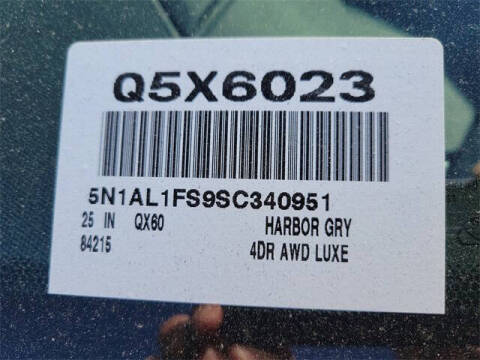 Q5X6023
5N1AL1FS9SC340951
25 IN QX60 HARBOR GRY
84215 4DR AWD LUXE